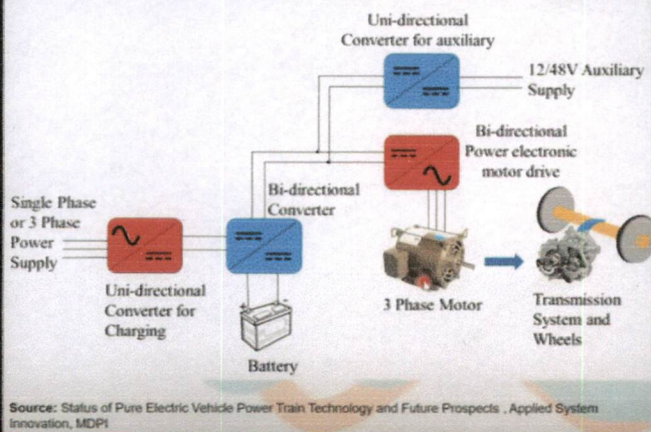 Uni-directional
Converter for auxiliary
12/48V Auxiliary
Supply
Bi-directional
Power electronic
motor drive
Bi-directional
Converter
Single Phase
or 3 Phase
Power
Supply
Uni-directional
Converter for
Charging
+ -
Battery
3 Phase Motor
Transmission
System and
Wheels
Source: Status of Pure Electric Vehicle Power Train Technology and Future Prospects , Applied System
Innovation, MDPI